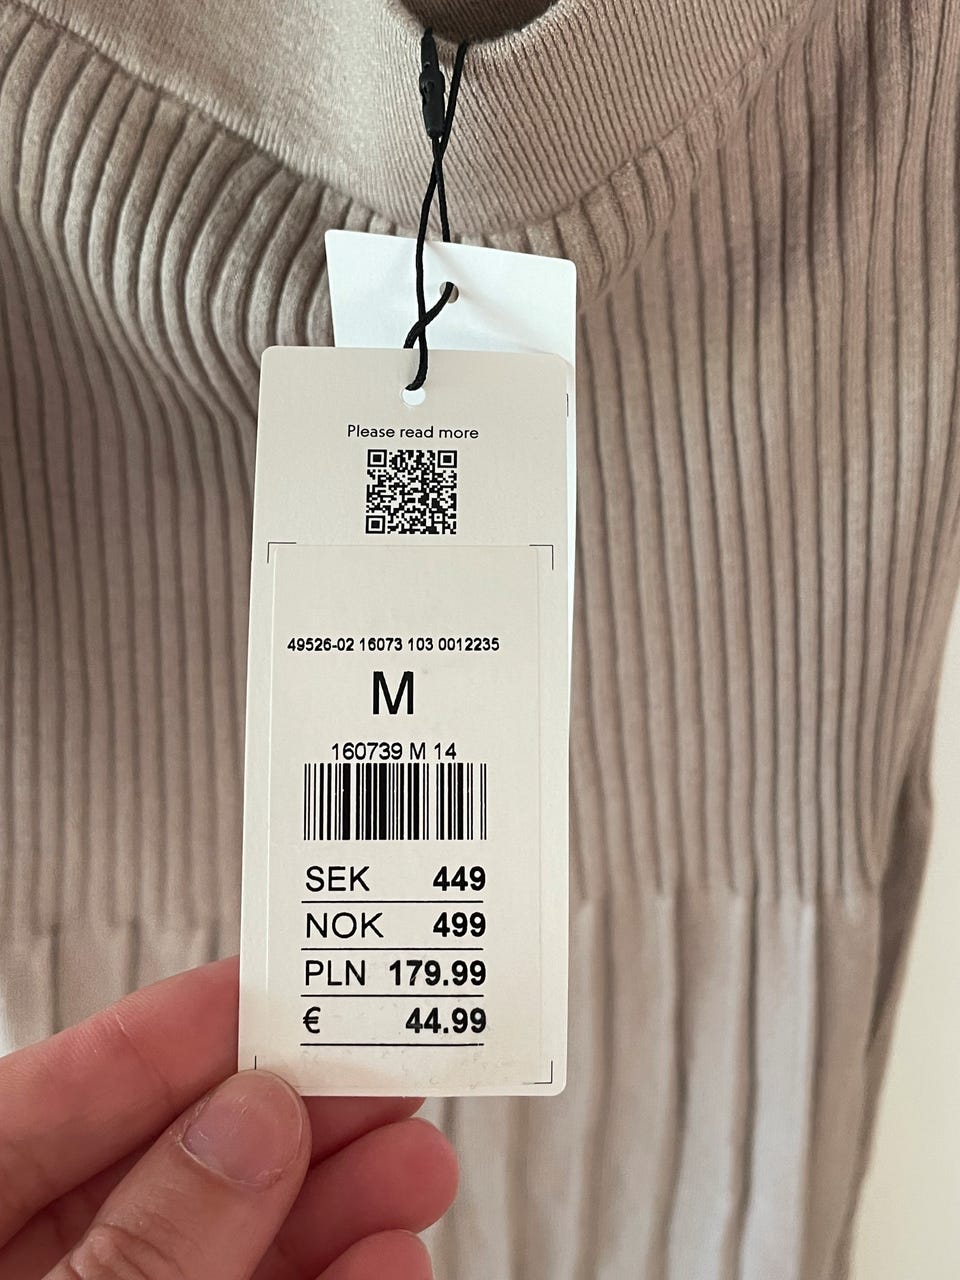 Please read more
49526-02 16073 103 0012235
M
160739 M 14
SEK 449
NOK 499
PLN 179.99
€ 44.99